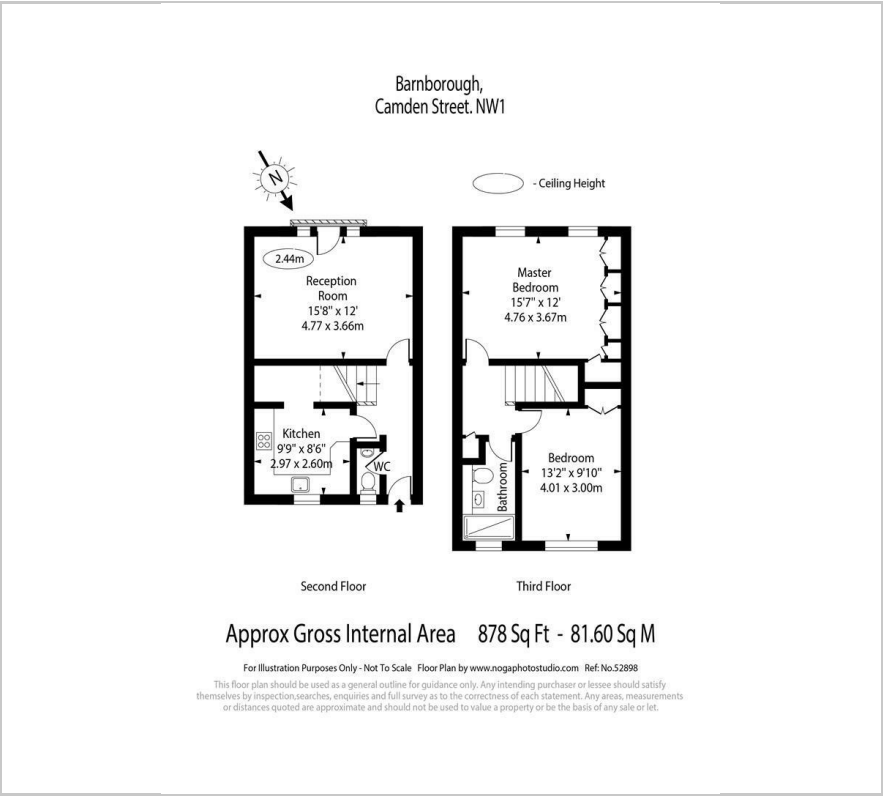 Barnborough,
Camden Street. NW1
N
- Ceiling Height
2.44m
Reception
Room
15'8" x 12'
4.77 x 3.66m
Master
Bedroom
15'7" x 12'
4.76 x 3.67m
Kitchen
9'9" x 8'6"
2.97 x 2.60m
WC
Bathroom
Bedroom
13'2" x 9'10"
4.01 x 3.00m
Second Floor
Third Floor
Approx Gross Internal Area 878 Sq Ft - 81.60 Sq M
For Illustration Purposes Only - Not To Scale Floor Plan by www.nogaphotostudio.com Ref: No.52898
This floor plan should be used as a general outline for guidance only. Any intending purchaser or lessee should satisfy
themselves by inspection,searches, enquiries and full survey as to the correctness of each statement. Any areas, measurements
or distances quoted are approximate and should not be used to value a property or be the basis of any sale or let.